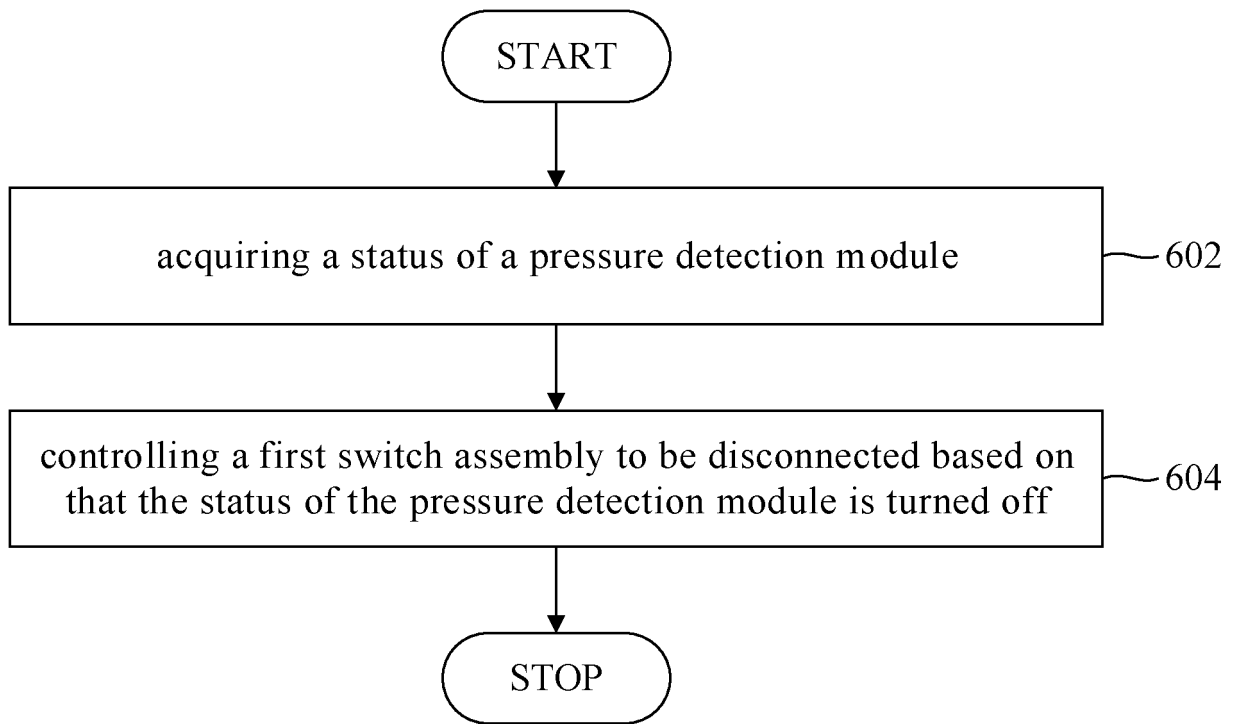 START
acquiring a status of a pressure detection module
602
controlling a first switch assembly to be disconnected based on
that the status of the pressure detection module is turned off
604
STOP